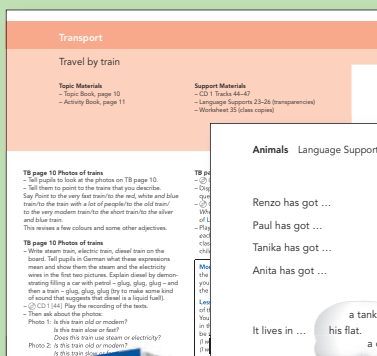 Transport
Travel by train
Topic Materials
– Topic Book, page 10
– Activity Book, page 11
Support Materials
– CD 1 Tracks 44–47
– Language Supports 23–26 (transparencies)
– Worksheet 35 (class copies)
TB page 10 Photos of trains
– Tell pupils to look at the photos on TB page 10.
– Tell them to point to the trains that you describe.
Say Point to the very fast train/to the red, white and blue
train/to the train with a lot of people/to the old train/
to the very modern train/to the short train/to the silver
and blue train.
This revises a few colours and some other adjectives.
TB page 10 Photos of trains
– Write steam train, electric train, diesel train on the
board. Tell pupils in German what these expressions
mean and show them the steam and the electricity
wires in the first two pictures. Explain diesel by demon-
strating filling a car with petrol – glug, glug, glug – and
then a train – glug, glug, glug (try to make some kind
of sound that suggests that diesel is a liquid fuel!).
– CD 1 [44] Play the recording of the texts.
– Then ask about the photos:
Photo 1: Is this train old or modern?
Is this train slow or fast?
Does this train use steam or electricity?
Photo 2: Is this train old or modern?
Is this train slow or fast?
TB pa
Animals Language Support
Renzo has got …
Paul has got …
Tanika has got …
Anita has got …
a tank
It lives in … his flat.